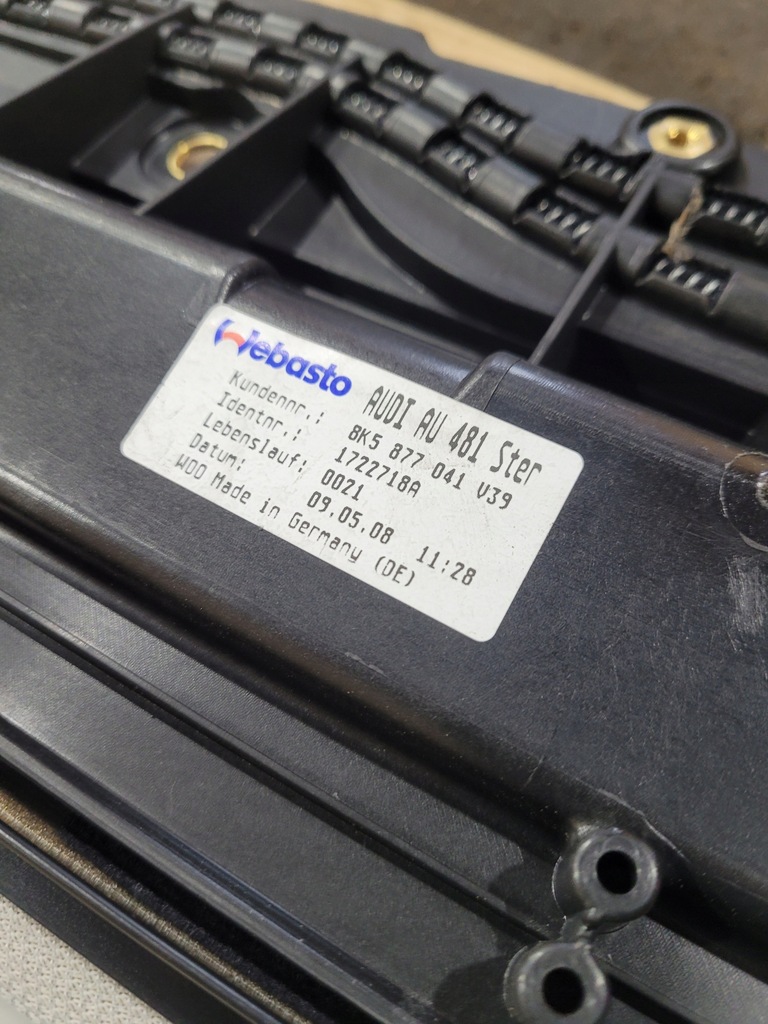 Webasto AUDI AU 481 Ster
Kundennr.: 8K5 877 041 V39
Identnr.: 1722718A
Lebenslauf: 0021
Datum: 09.05.08 11:28
WOO Made in Germany (DE)